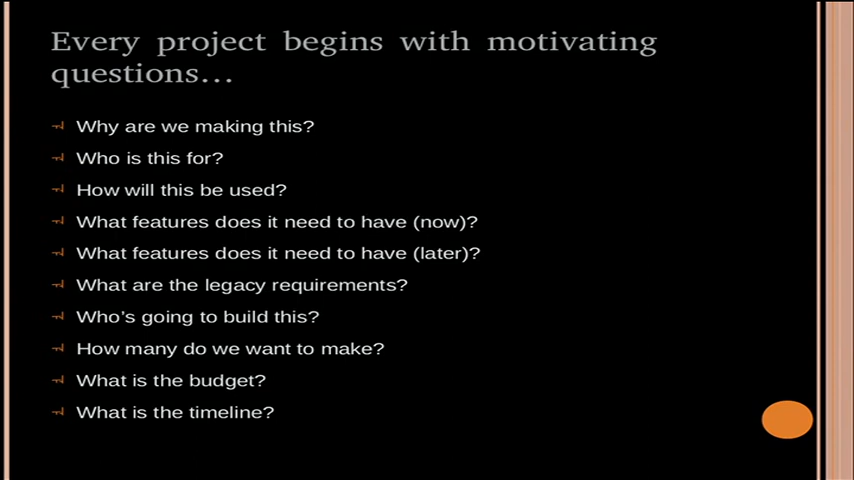 Every project begins with motivating
questions…
Why are we making this?
Who is this for?
How will this be used?
What features does it need to have (now)?
What features does it need to have (later)?
What are the legacy requirements?
Who’s going to build this?
How many do we want to make?
What is the budget?
What is the timeline?